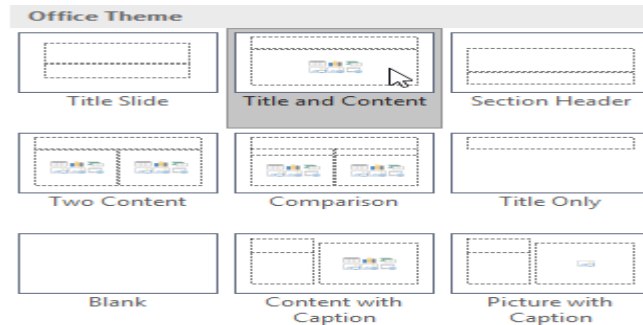 Office Theme
Title Slide
Title and Content
Section Header
Two Content
Comparison
Title Only
Blank
Content with
Caption
Picture with
Caption